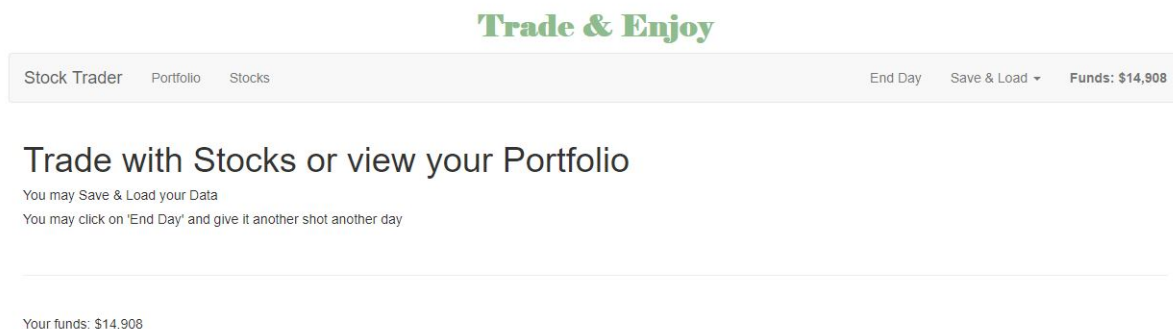 Trade & Enjoy
Stock Trader Portfolio Stocks End Day Save & Load Funds: $14,908
Trade with Stocks or view your Portfolio
You may Save & Load your Data
You may click on 'End Day' and give it another shot another day
Your funds: $14,908